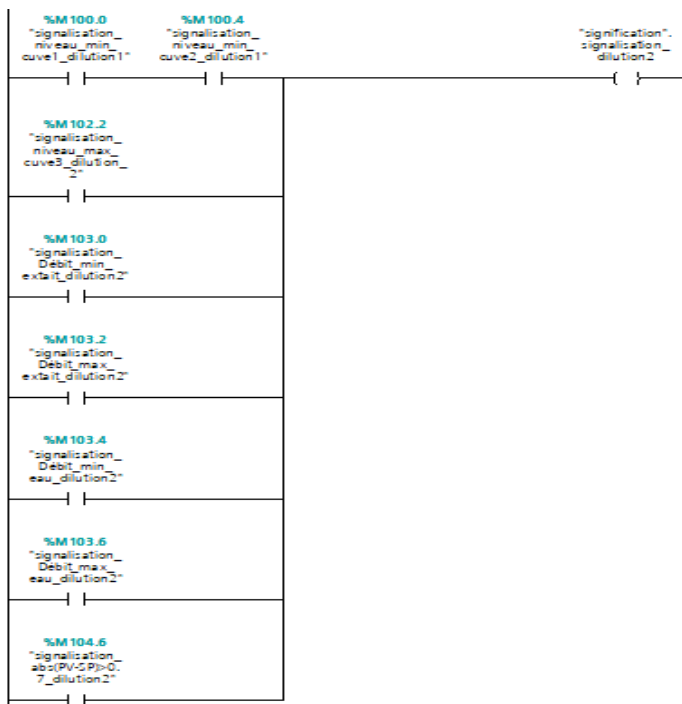 %M100.0
"signalisation_
niveau_min_
cuve1_dilution1"
%M100.4
"signalisation_
niveau_min_
cuve2_dilution1"
"signification".
signalisation_
dilution2
%M102.2
"signalisation_
niveau_max_
cuve3_dilution_
2"
%M103.0
"signalisation_
Débit_min_
extait_dilution2"
%M103.2
"signalisation_
Débit_max_
extait_dilution2"
%M103.4
"signalisation_
Débit_min_
eau_dilution2"
%M103.6
"signalisation_
Débit_max_
eau_dilution2"
%M104.6
"signalisation_
abs(PV-SP)>0.
7_dilution2"